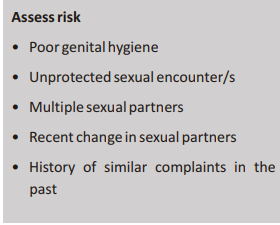 Assess risk
• Poor genital hygiene
• Unprotected sexual encounter/s
• Multiple sexual partners
• Recent change in sexual partners
• History of similar complaints in the
past